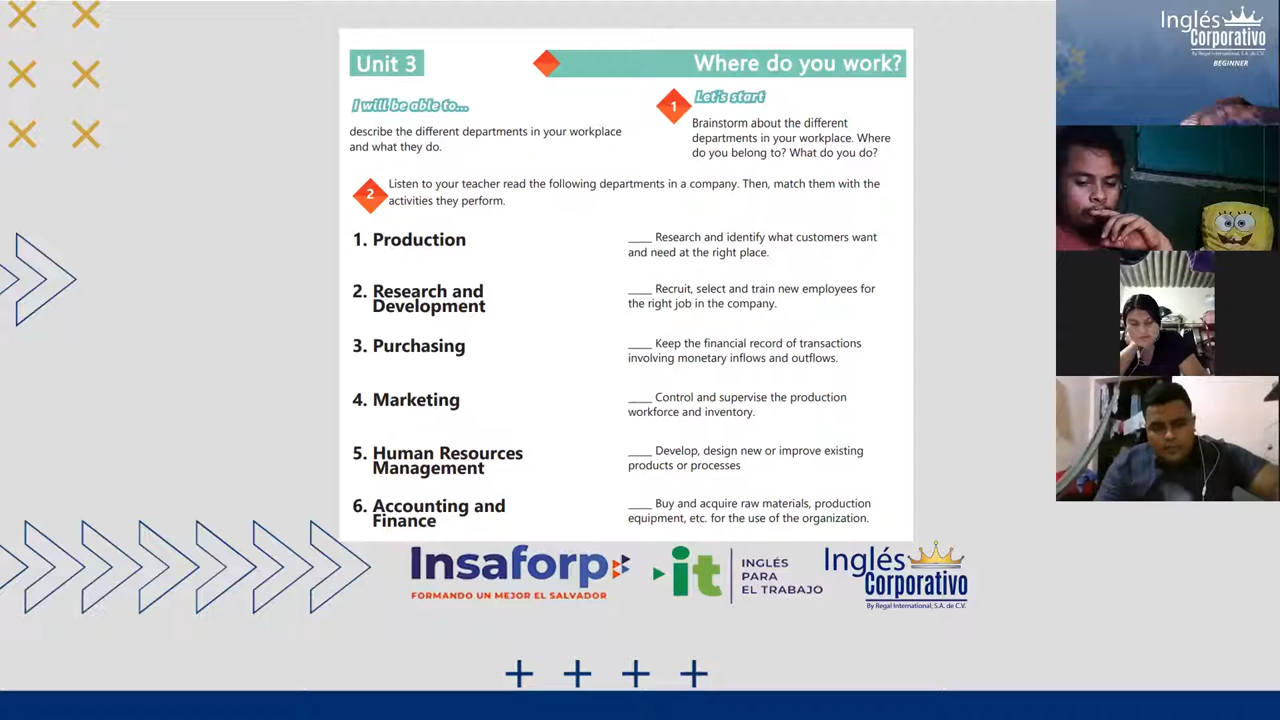 Unit 3
Where do you work?
I will be able to...
describe the different departments in your workplace
and what they do.
1
Let's start
Brainstorm about the different
departments in your workplace. Where
do you belong to? What do you do?
2
Listen to your teacher read the following departments in a company. Then, match them with the
activities they perform.
1. Production
____ Research and identify what customers want
and need at the right place.
2. Research and
Development
____ Recruit, select and train new employees for
the right job in the company.
3. Purchasing
____ Keep the financial record of transactions
involving monetary inflows and outflows.
4. Marketing
____ Control and supervise the production
workforce and inventory.
5. Human Resources
Management
____ Develop, design new or improve existing
products or processes
6. Accounting and
Finance
____ Buy and acquire raw materials, production
equipment, etc. for the use of the organization.
Insaforp
FORMANDO UN MEJOR EL SALVADOR
it
INGLÉS
PARA
EL TRABAJO
Inglés
Corporativo
By Regal International, S.A. de C.V.
Inglés
Corporativo
By Regal International, S.A. de C.V.
BEGINNER